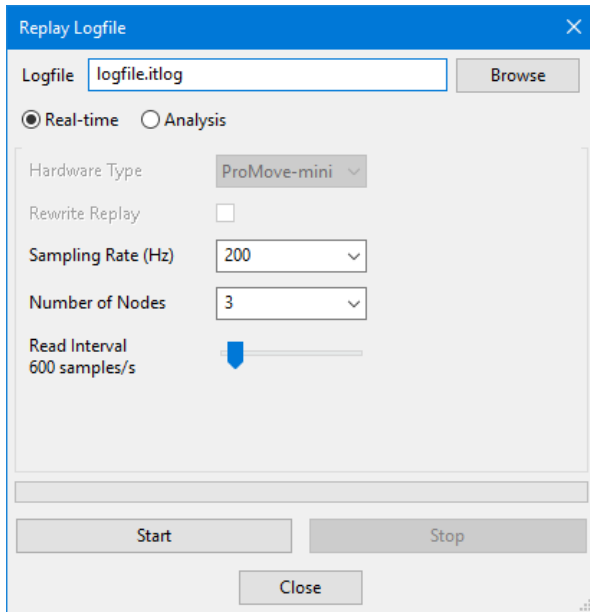 Replay Logfile
Logfile logfile.itlog Browse
Real-time Analysis
Hardware Type ProMove-mini
Rewrite Replay
Sampling Rate (Hz) 200
Number of Nodes 3
Read Interval
600 samples/s
Start Stop
Close